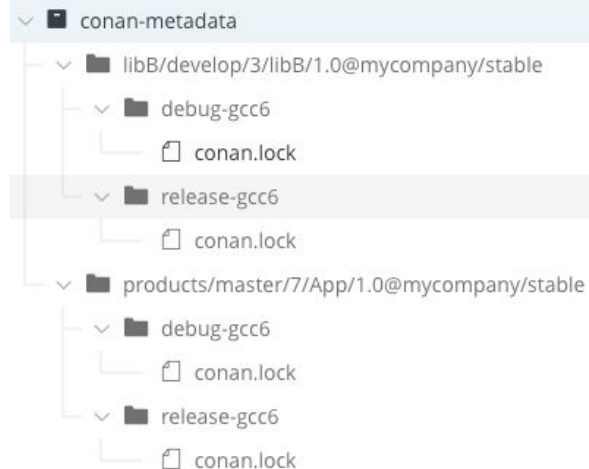 conan-metadata
libB/develop/3/libB/1.0@mycompany/stable
debug-gcc6
conan.lock
release-gcc6
conan.lock
products/master/7/App/1.0@mycompany/stable
debug-gcc6
conan.lock
release-gcc6
conan.lock